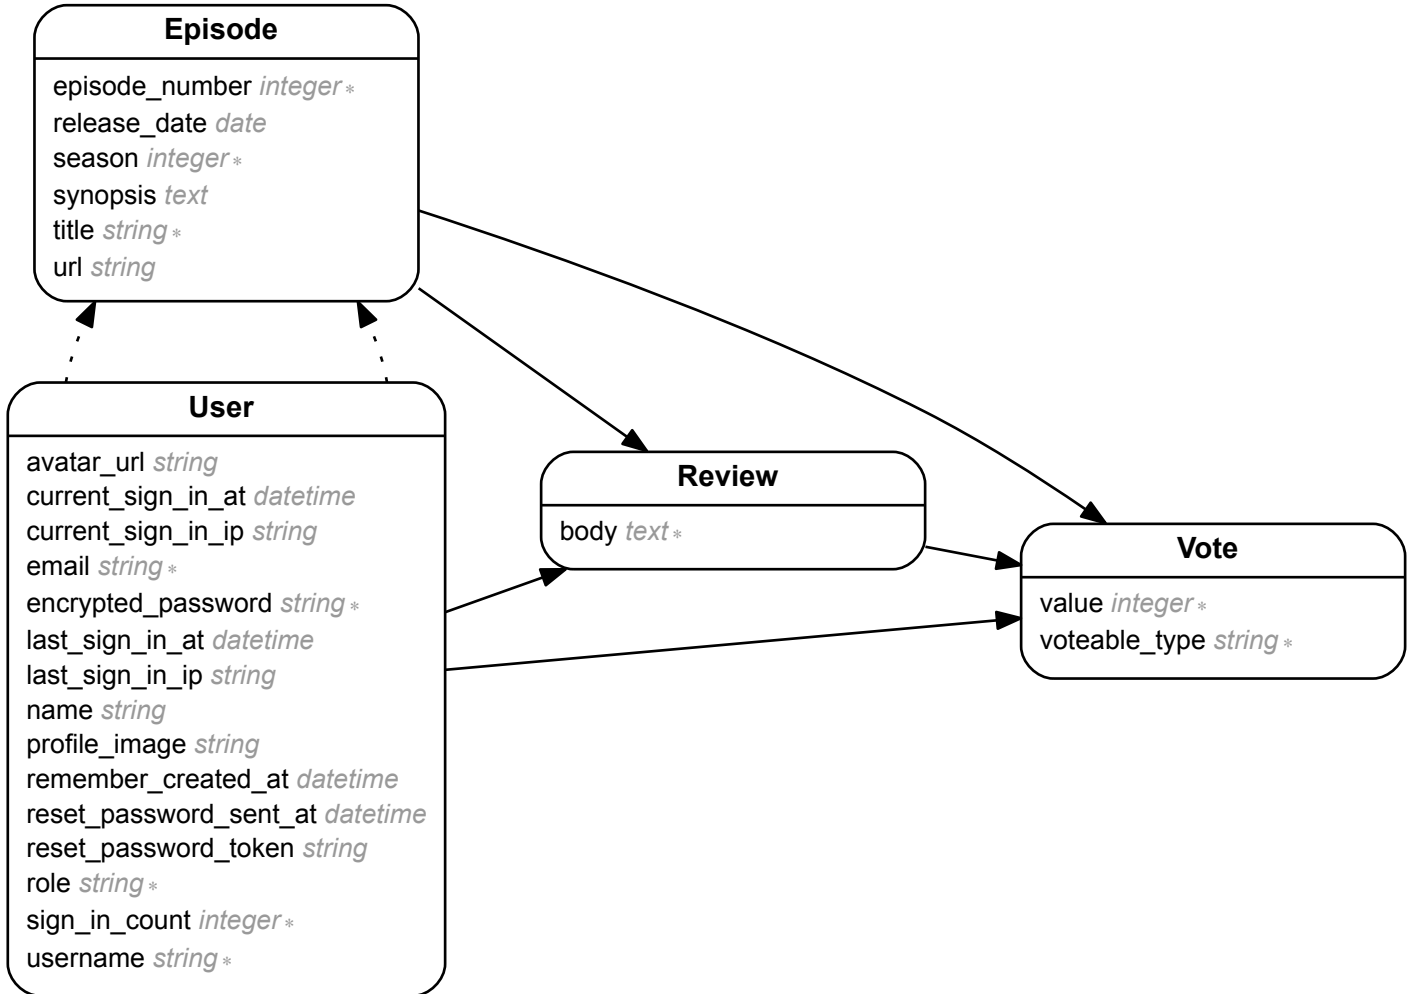 Episode
episode_number integer *
release_date date
season integer *
synopsis text
title string *
url string
User
avatar_url string
current_sign_in_at datetime
current_sign_in_ip string
email string *
encrypted_password string *
last_sign_in_at datetime
last_sign_in_ip string
name string
profile_image string
remember_created_at datetime
reset_password_sent_at datetime
reset_password_token string
role string *
sign_in_count integer *
username string *
Review
body text *
Vote
value integer *
voteable_type string *